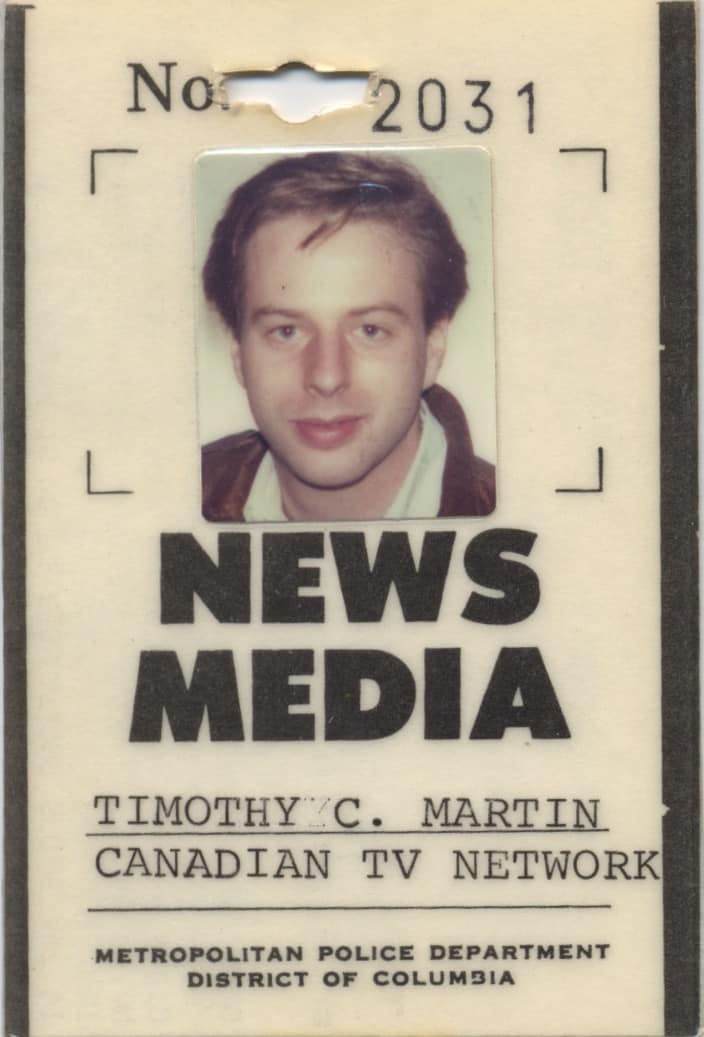 No. 2031
NEWS
MEDIA
TIMOTHY C. MARTIN
CANADIAN TV NETWORK
METROPOLITAN POLICE DEPARTMENT
DISTRICT OF COLUMBIA